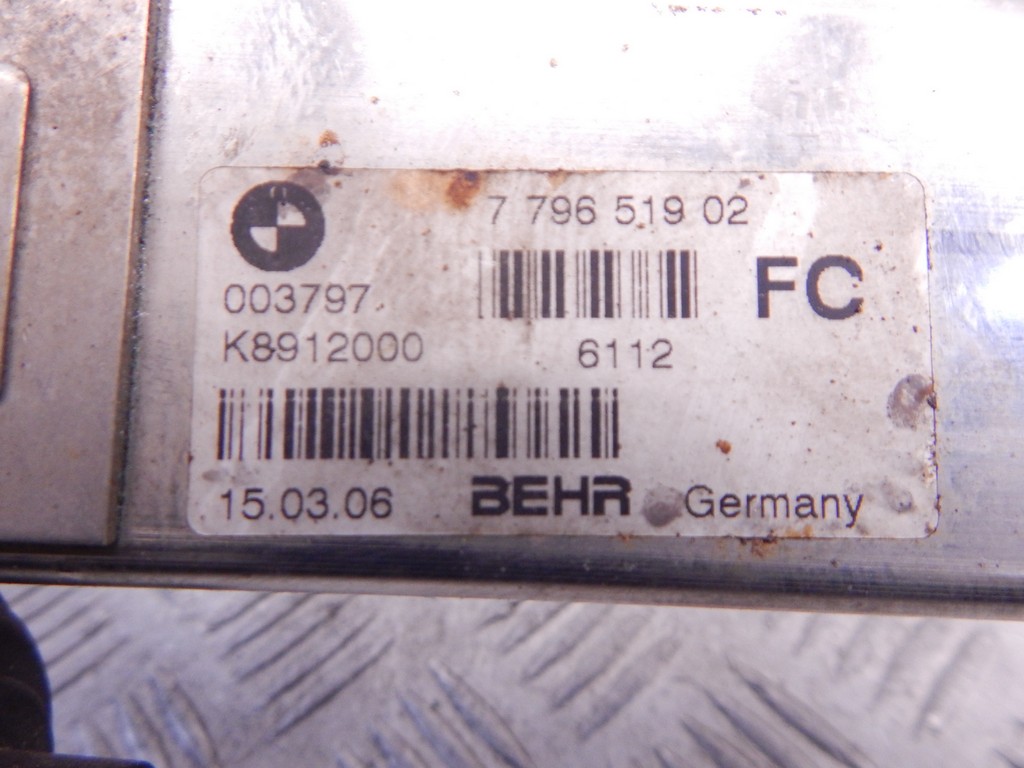 7 796 519 02
FC
003797
K8912000 6112
15.03.06 BEHR Germany